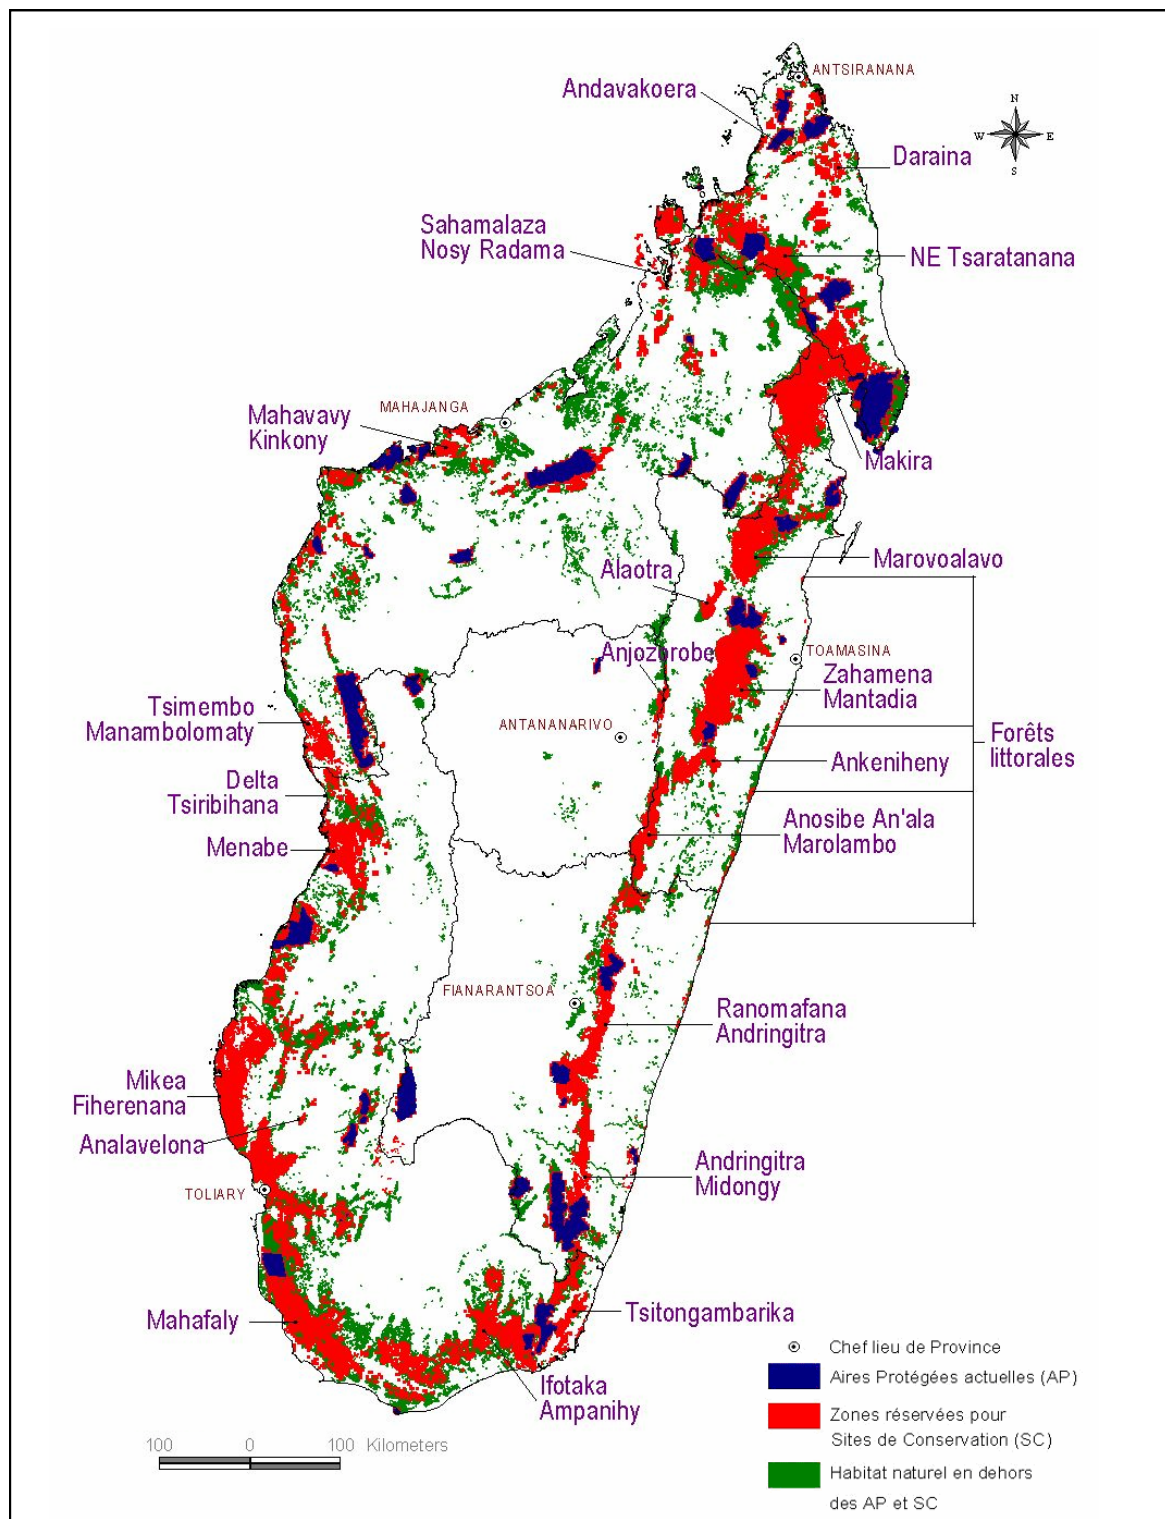 ANTSIRANANA
Andavakoera
N
W
E
S
Daraina
Sahamalaza
Nosy Radama
NE Tsaratanana
MAHAJANGA
Mahavavy
Kinkony
Makira
Marovoalavo
Alaotra
Anjozorobe
TOAMASINA
Zahamena
Mantadia
Tsimembo
Manambolomaty
ANTANANARIVO
Forêts
littorales
Ankeniheny
Delta
Tsiribihana
Anosibe An'ala
Marolambo
Menabe
FIANARANTSOA
Ranomafana
Andringitra
Mikea
Fiherenana
Analavelona
Andringitra
Midongy
TOLIARY
Mahafaly
Tsitongambarika
Ifotaka
Ampanihy
Chef lieu de Province
Aires Protégées actuelles (AP)
Zones réservées pour
Sites de Conservation (SC)
Habitat naturel en dehors
des AP et SC
100 0 100 Kilometers